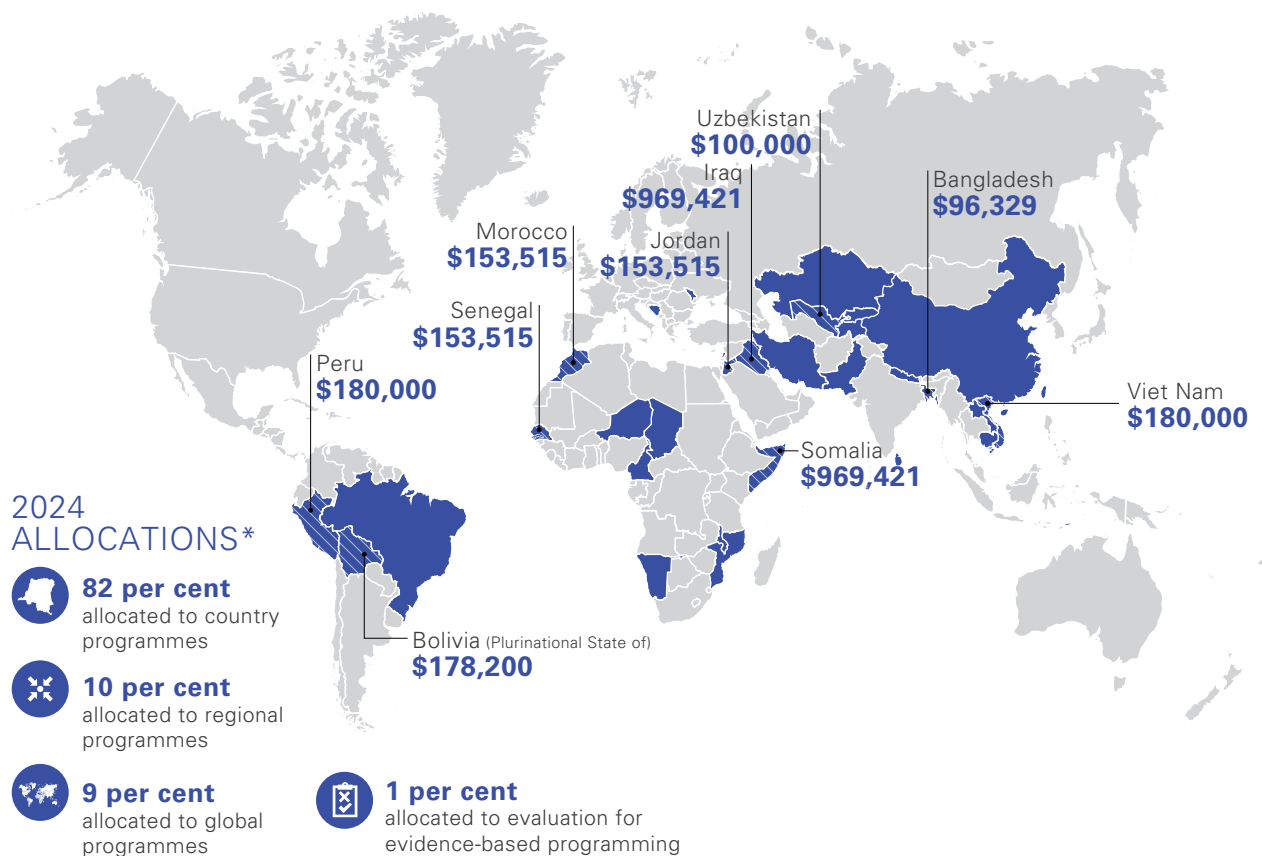 Uzbekistan
$100,000
Iraq
$969,421
Bangladesh
$96,329
Morocco
$153,515
Jordan
$153,515
Senegal
$153,515
Peru
$180,000
Viet Nam
$180,000
Somalia
$969,421
Bolivia (Plurinational State of)
$178,200
2024
ALLOCATIONS*
82 per cent
allocated to country
programmes
10 per cent
allocated to regional
programmes
9 per cent
allocated to global
programmes
1 per cent
allocated to evaluation for
evidence-based programming